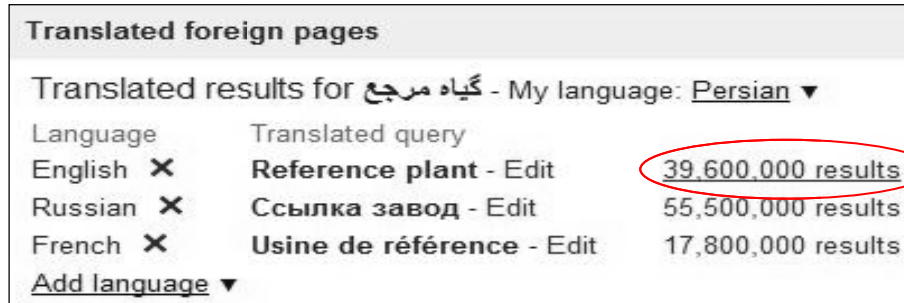 Translated foreign pages
Translated results for گیاه مرجع - My language: Persian ▼
Language Translated query
English ✕ Reference plant - Edit 39,600,000 results
Russian ✕ Ссылка завод - Edit 55,500,000 results
French ✕ Usine de référence - Edit 17,800,000 results
Add language ▼